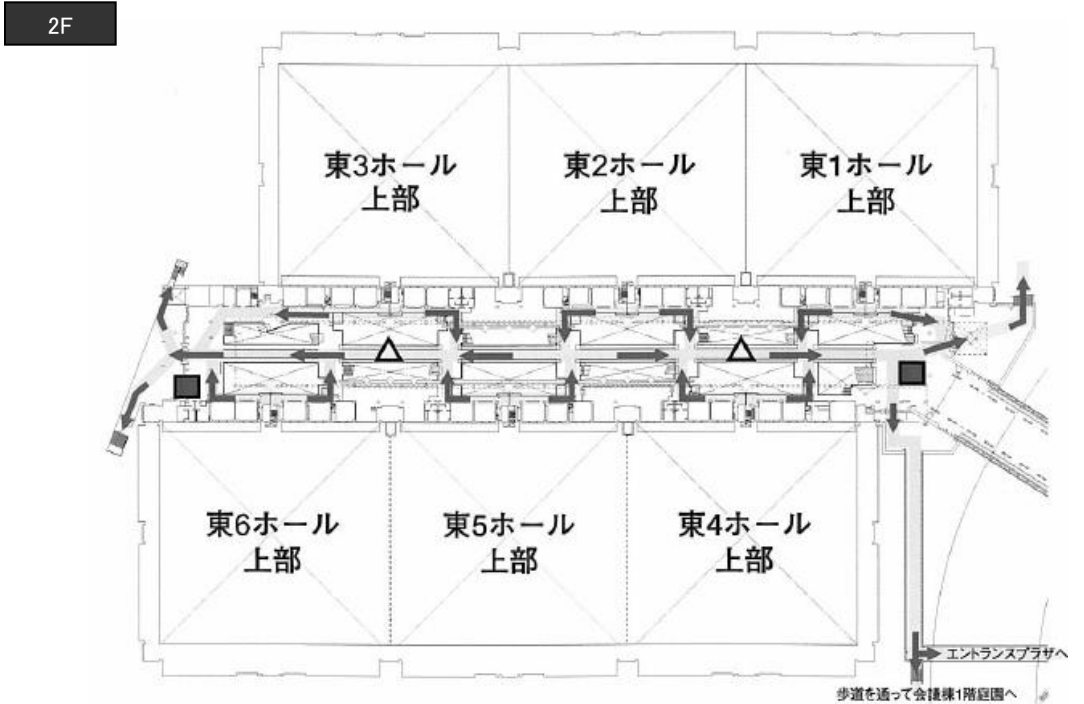 2F
東3ホール
上部
東2ホール
上部
東1ホール
上部
東6ホール
上部
東5ホール
上部
東4ホール
上部
エントランスプラザへ
歩道を通って会議棟1階庭園へ